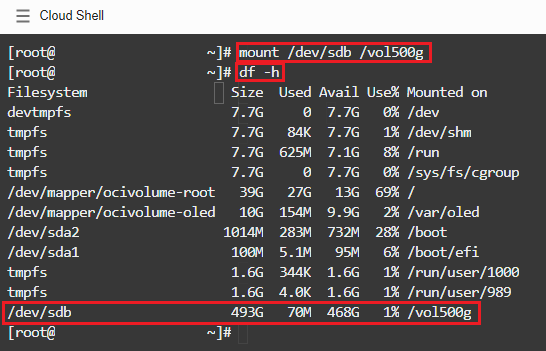 Cloud Shell
[root@ ~]# mount /dev/sdb /vol500g
[root@ ~]# df -h
Filesystem Size Used Avail Use% Mounted on
devtmpfs 7.7G 0 7.7G 0% /dev
tmpfs 7.7G 84K 7.7G 1% /dev/shm
tmpfs 7.7G 625M 7.1G 8% /run
tmpfs 7.7G 0 7.7G 0% /sys/fs/cgroup
/dev/mapper/ocivolume-root 39G 27G 13G 69% /
/dev/mapper/ocivolume-oled 10G 154M 9.9G 2% /var/oled
/dev/sda2 1014M 283M 732M 28% /boot
/dev/sda1 100M 5.1M 95M 6% /boot/efi
tmpfs 1.6G 344K 1.6G 1% /run/user/1000
tmpfs 1.6G 4.0K 1.6G 1% /run/user/989
/dev/sdb 493G 70M 468G 1% /vol500g
[root@ ~]#